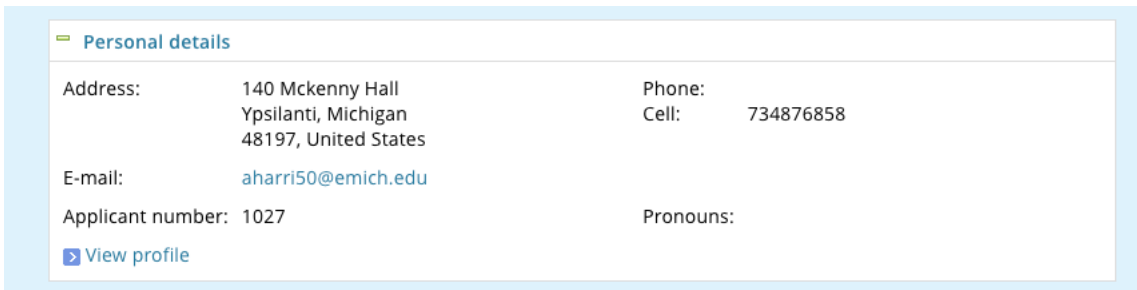 Personal details
Address: 140 Mckenny Hall
Ypsilanti, Michigan
48197, United States
Phone:
Cell: 734876858
E-mail: aharri50@emich.edu
Applicant number: 1027
Pronouns:
View profile